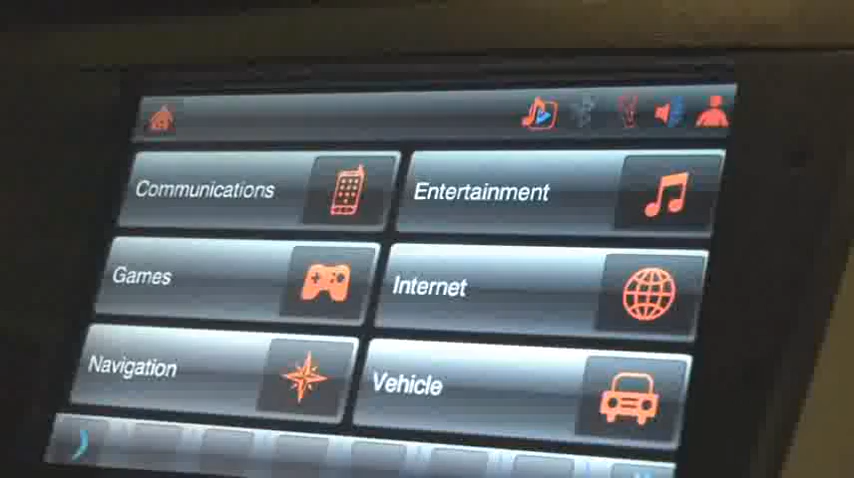 Communications
Entertainment
Games
Internet
Navigation
Vehicle